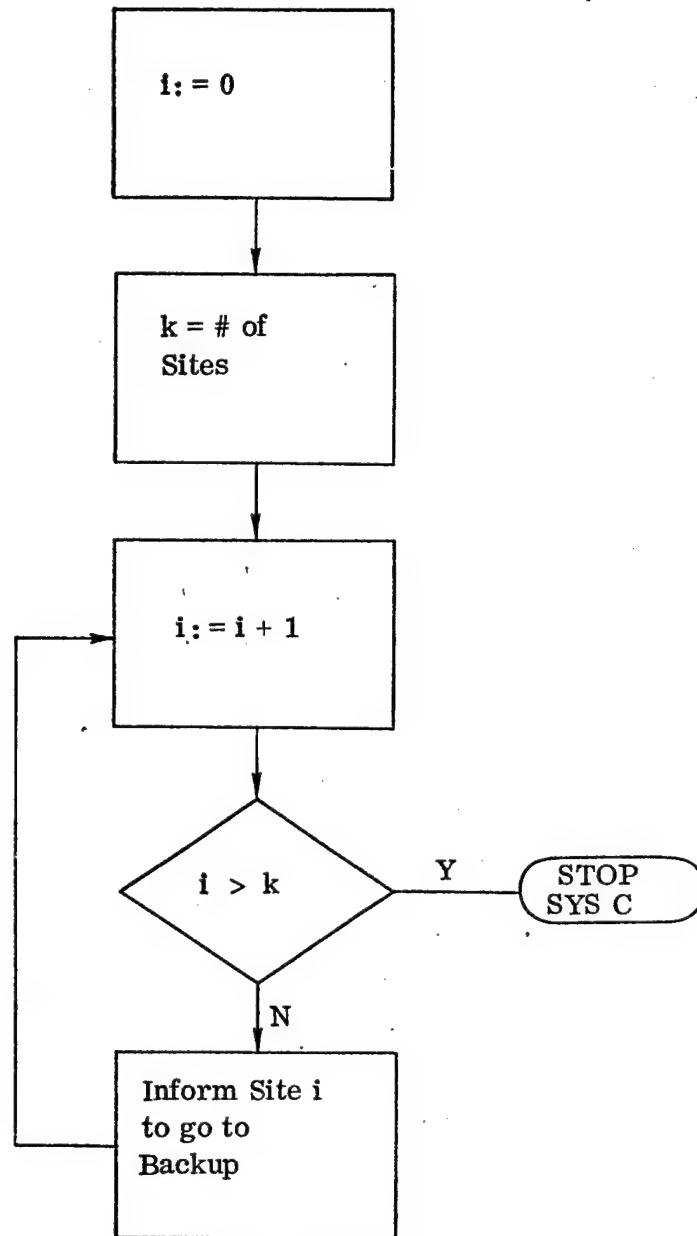 i: = 0
k = # of
Sites
i: = i + 1
i > k
Y
STOP
SYS C
N
Inform Site i
to go to
Backup